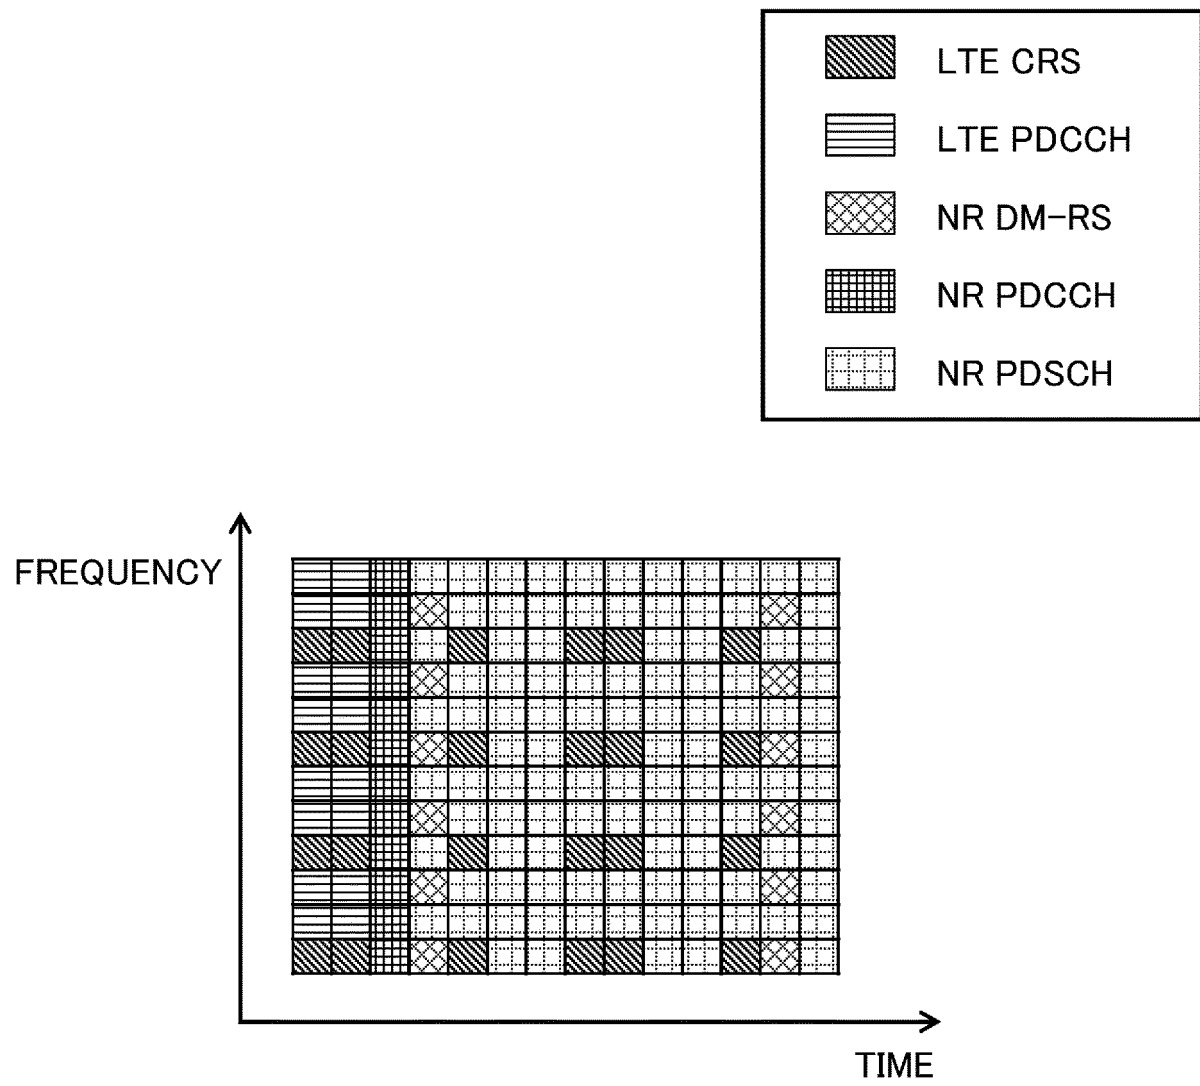 LTE CRS
LTE PDCCH
NR DM-RS
NR PDCCH
NR PDSCH
FREQUENCY
TIME